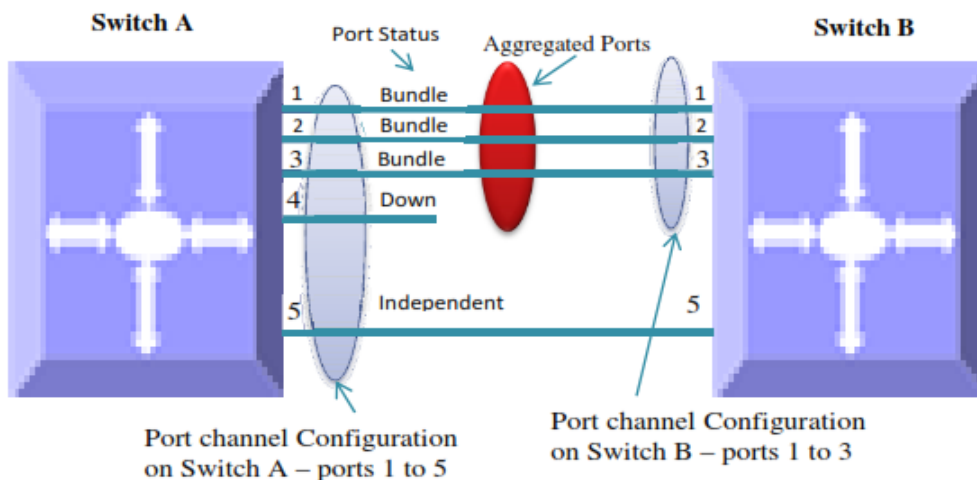 Switch A
Switch B
Port Status
Aggregated Ports
1 Bundle 1
2 Bundle 2
3 Bundle 3
4 Down
5 Independent 5
Port channel Configuration
on Switch A – ports 1 to 5
Port channel Configuration
on Switch B – ports 1 to 3